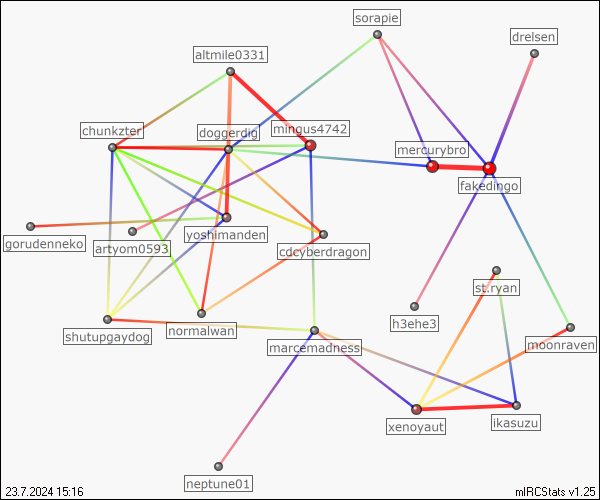 sorapie
drelsen
altmile0331
chunkzter
doggerdig
mingus4742
mercurybro
fakedingo
gorudenneko
artyom0593
yoshimanden
cdcyberdragon
st.ryan
h3ehe3
shutupgaydog
normalwan
marcemadness
moonraven
xenoyaut
ikasuzu
neptune01
23.7.2024 15:16
mIRCStats v1.25